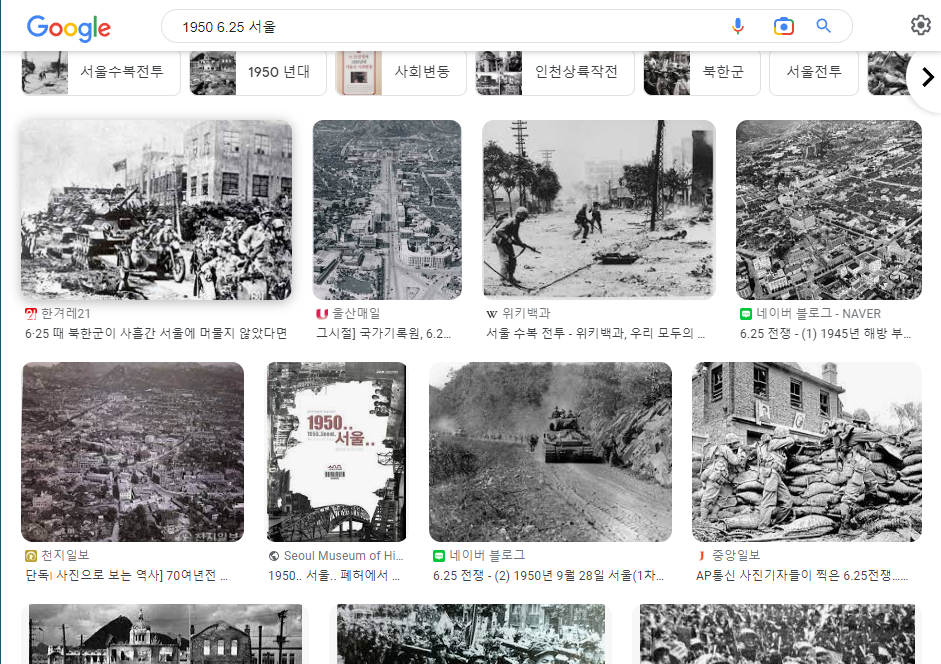 Google
1950 6.25 서울
서울수복전투
1950 년대
사회변동
인천상륙작전
북한군
서울전투
한겨레21
울산매일
위키백과
네이버 블로그 - NAVER
6·25 때 북한군이 사흘간 서울에 머물지 않았다면
그시절] 국가기록원, 6.2...
서울 수복 전투 - 위키백과, 우리 모두의 ...
6.25 전쟁 - (1) 1945년 해방 부...
1950..
1950..Seoul..
서울..
천지일보
천지일보
Seoul Museum of Hi...
네이버 블로그
중앙일보
단독| 사진으로 보는 역사] 70여년전 ...
1950.. 서울.. 폐허에서 ...
6.25 전쟁 - (2) 1950년 9월 28일 서울(1차...
AP통신 사진기자들이 찍은 6.25전쟁......